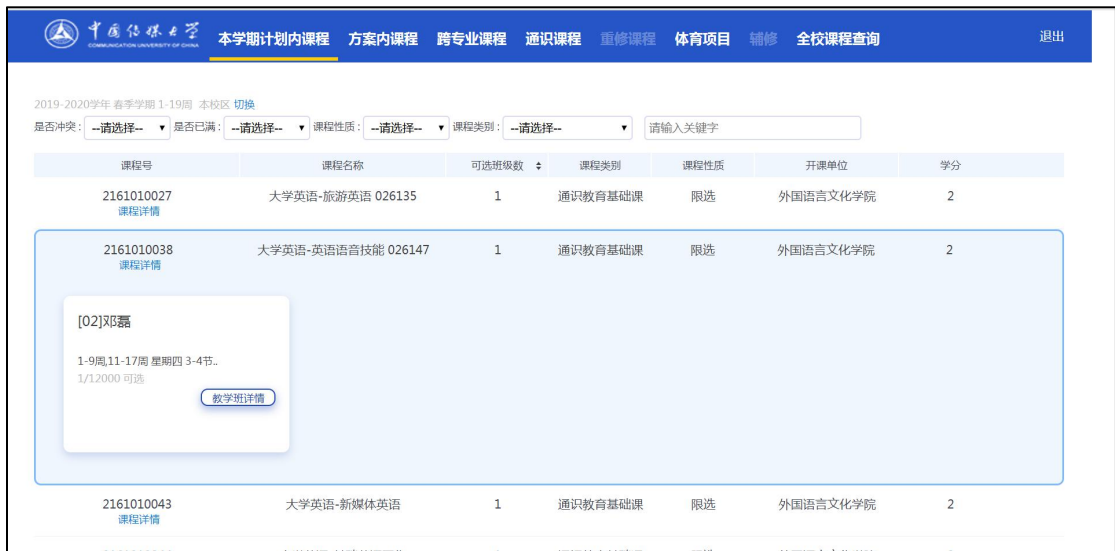 中国传媒大学
COMMUNICATION UNIVERSITY OF CHINA
本学期计划内课程 方案内课程 跨专业课程 通识课程 重修课程 体育项目 辅修 全校课程查询 退出
2019-2020学年 春季学期 1-19周 本校区 切换
是否冲突: --请选择-- 是否已满: --请选择-- 课程性质: --请选择-- 课程类别: --请选择-- 请输入关键字
课程号 课程名称 可选班级数 课程类别 课程性质 开课单位 学分
2161010027 大学英语-旅游英语 026135 1 通识教育基础课 限选 外国语言文化学院 2
课程详情
2161010038 大学英语-英语语音技能 026147 1 通识教育基础课 限选 外国语言文化学院 2
课程详情
[02]邓磊
1-9周,11-17周 星期四 3-4节..
1/12000 可选
教学班详情
2161010043 大学英语-新媒体英语 1 通识教育基础课 限选 外国语言文化学院 2
课程详情